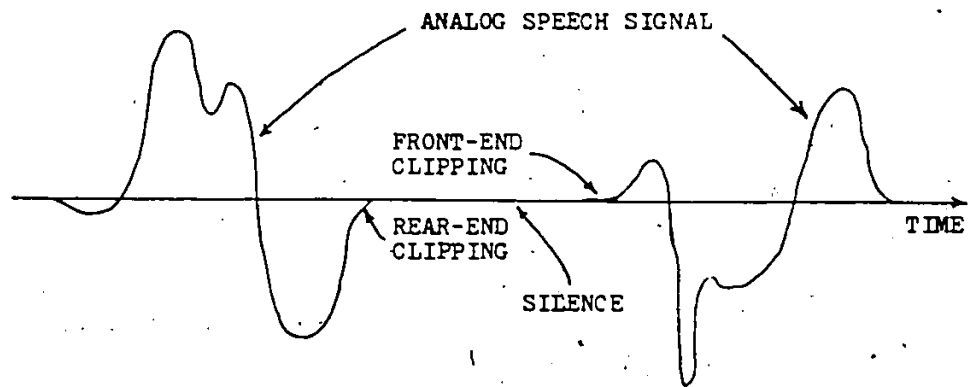 ANALOG SPEECH SIGNAL
FRONT-END
CLIPPING
REAR-END
CLIPPING
TIME
SILENCE